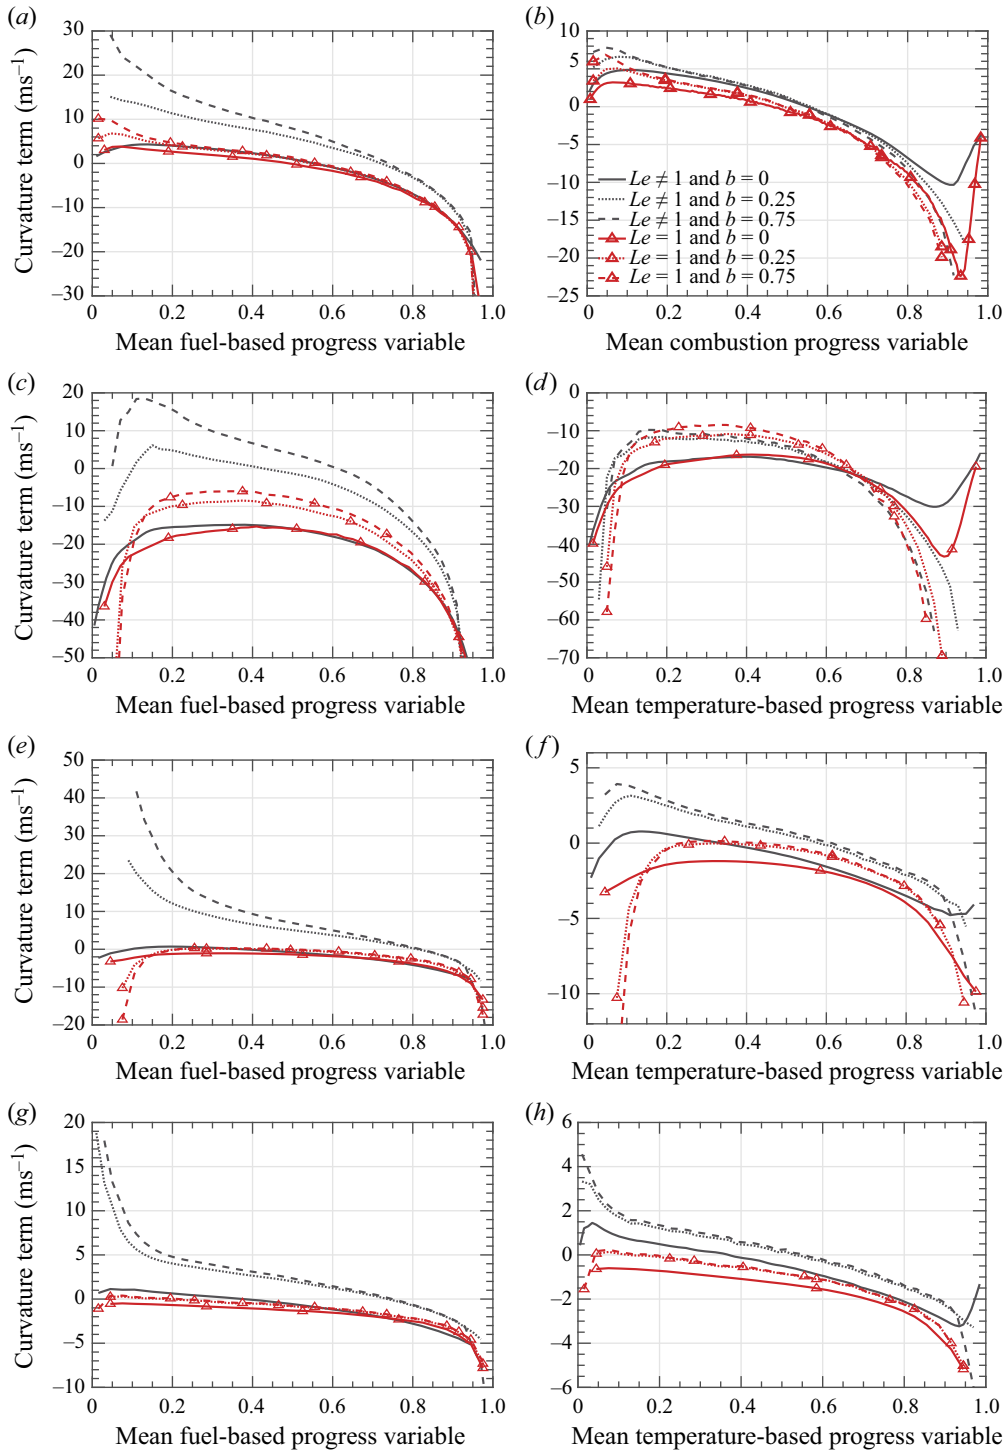 (a)
30
20
10
0
−10
−20
−30
Curvature term (ms−1)
0 0.2 0.4 0.6 0.8 1.0
Mean fuel-based progress variable
(b)
10
5
0
−5
−10
−15
−20
−25
Le ≠ 1 and b = 0
Le ≠ 1 and b = 0.25
Le ≠ 1 and b = 0.75
Le = 1 and b = 0
Le = 1 and b = 0.25
Le = 1 and b = 0.75
0 0.2 0.4 0.6 0.8 1.0
Mean combustion progress variable
(c)
20
10
0
−10
−20
−30
−40
−50
Curvature term (ms−1)
0 0.2 0.4 0.6 0.8 1.0
Mean fuel-based progress variable
(d)
0
−10
−20
−30
−40
−50
−60
−70
0 0.2 0.4 0.6 0.8 1.0
Mean temperature-based progress variable
(e)
50
40
30
20
10
0
−10
−20
Curvature term (ms−1)
0 0.2 0.4 0.6 0.8 1.0
Mean fuel-based progress variable
(f)
5
0
−5
−10
0 0.2 0.4 0.6 0.8 1.0
Mean temperature-based progress variable
(g)
20
15
10
5
0
−5
−10
Curvature term (ms−1)
0 0.2 0.4 0.6 0.8 1.0
Mean fuel-based progress variable
(h)
6
4
2
0
−2
−4
−6
0 0.2 0.4 0.6 0.8 1.0
Mean temperature-based progress variable